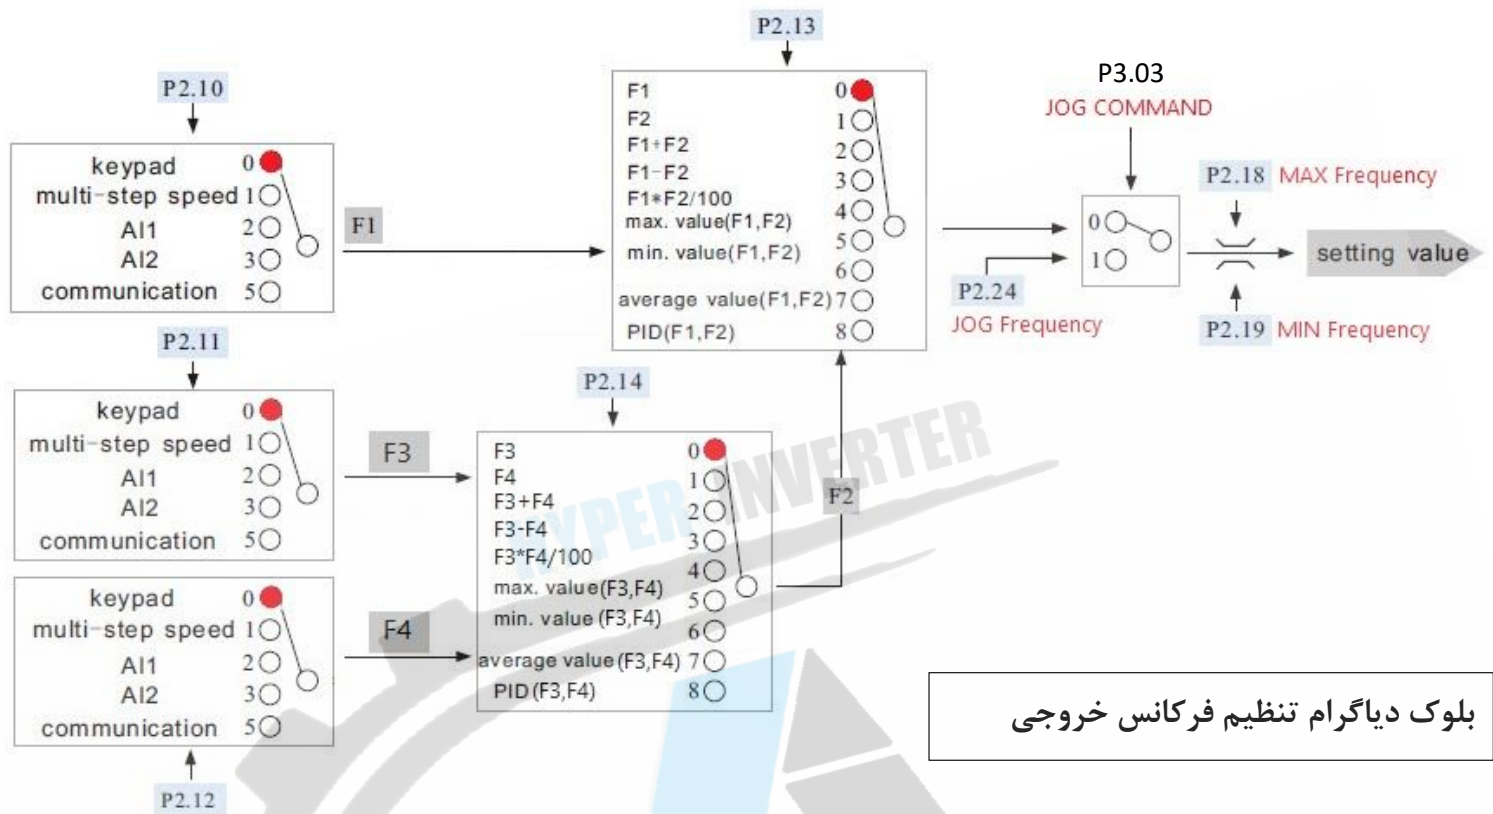 P2.13
P3.03
JOG COMMAND
P2.10
keypad 0
multi-step speed 1
AI1 2
AI2 3
communication 5
F1
F1 0
F2 1
F1+F2 2
F1-F2 3
F1*F2/100 4
max. value(F1,F2) 5
min. value(F1,F2) 6
average value(F1,F2) 7
PID(F1,F2) 8
0
1
P2.24
JOG Frequency
P2.18 MAX Frequency
setting value
P2.19 MIN Frequency
P2.11
keypad 0
multi-step speed 1
AI1 2
AI2 3
communication 5
F3
P2.14
F3 0
F4 1
F3+F4 2
F3-F4 3
F3*F4/100 4
max. value(F3,F4) 5
min. value (F3,F4) 6
average value(F3,F4) 7
PID(F3,F4) 8
F2
HYPER INVERTER
keypad 0
multi-step speed 1
AI1 2
AI2 3
communication 5
F4
P2.12
بلوک دیاگرام تنظیم فرکانس خروجی